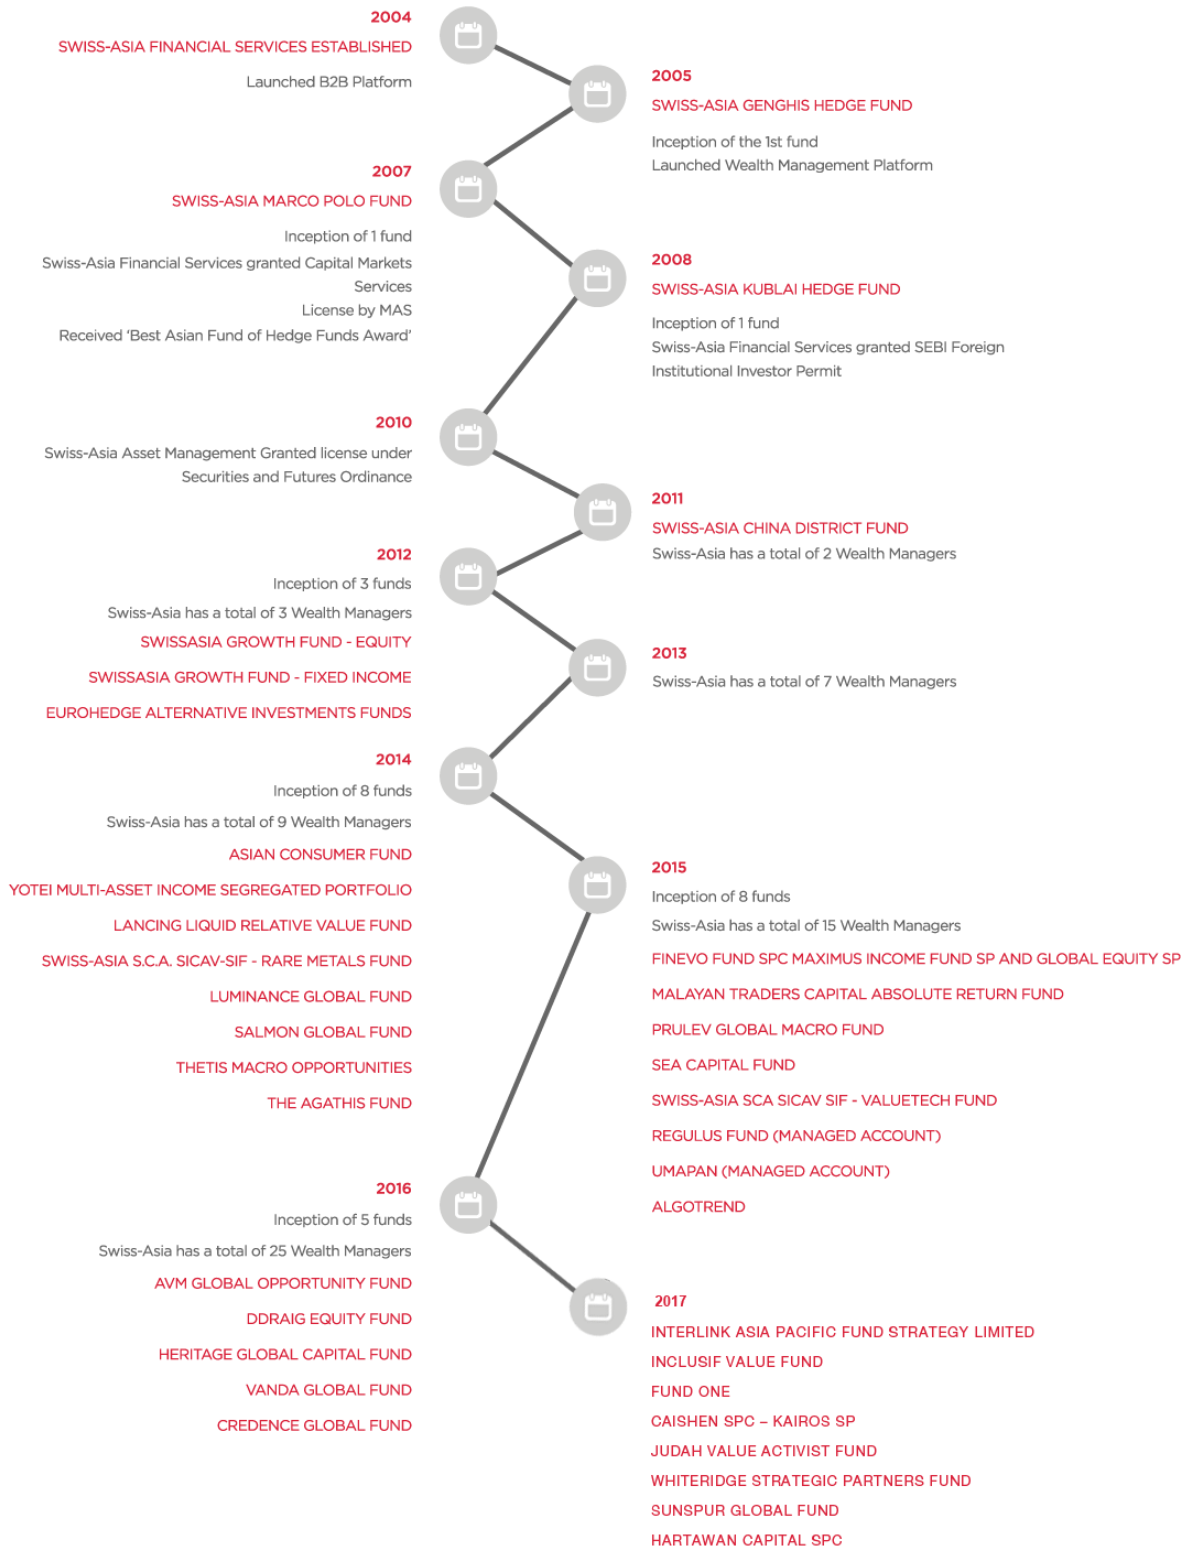 2004
SWISS-ASIA FINANCIAL SERVICES ESTABLISHED
Launched B2B Platform
2005
SWISS-ASIA GENGHIS HEDGE FUND
Inception of the 1st fund
Launched Wealth Management Platform
2007
SWISS-ASIA MARCO POLO FUND
Inception of 1 fund
Swiss-Asia Financial Services granted Capital Markets
Services
License by MAS
Received ‘Best Asian Fund of Hedge Funds Award’
2008
SWISS-ASIA KUBLAI HEDGE FUND
Inception of 1 fund
Swiss-Asia Financial Services granted SEBI Foreign
Institutional Investor Permit
2010
Swiss-Asia Asset Management Granted license under
Securities and Futures Ordinance
2011
SWISS-ASIA CHINA DISTRICT FUND
Swiss-Asia has a total of 2 Wealth Managers
2012
Inception of 3 funds
Swiss-Asia has a total of 3 Wealth Managers
SWISSASIA GROWTH FUND - EQUITY
SWISSASIA GROWTH FUND - FIXED INCOME
EUROHEDGE ALTERNATIVE INVESTMENTS FUNDS
2013
Swiss-Asia has a total of 7 Wealth Managers
2014
Inception of 8 funds
Swiss-Asia has a total of 9 Wealth Managers
ASIAN CONSUMER FUND
YOTEI MULTI-ASSET INCOME SEGREGATED PORTFOLIO
LANCING LIQUID RELATIVE VALUE FUND
SWISS-ASIA S.C.A. SICAV-SIF - RARE METALS FUND
LUMINANCE GLOBAL FUND
SALMON GLOBAL FUND
THETIS MACRO OPPORTUNITIES
THE AGATHIS FUND
2015
Inception of 8 funds
Swiss-Asia has a total of 15 Wealth Managers
FINEVO FUND SPC MAXIMUS INCOME FUND SP AND GLOBAL EQUITY SP
MALAYAN TRADERS CAPITAL ABSOLUTE RETURN FUND
PRULEV GLOBAL MACRO FUND
SEA CAPITAL FUND
SWISS-ASIA SCA SICAV SIF - VALUETECH FUND
REGULUS FUND (MANAGED ACCOUNT)
UMAPAN (MANAGED ACCOUNT)
ALGOTREND
2016
Inception of 5 funds
Swiss-Asia has a total of 25 Wealth Managers
AVM GLOBAL OPPORTUNITY FUND
DDRAIG EQUITY FUND
HERITAGE GLOBAL CAPITAL FUND
VANDA GLOBAL FUND
CREDENCE GLOBAL FUND
2017
INTERLINK ASIA PACIFIC FUND STRATEGY LIMITED
INCLUSIF VALUE FUND
FUND ONE
CAISHEN SPC – KAIROS SP
JUDAH VALUE ACTIVIST FUND
WHITERIDGE STRATEGIC PARTNERS FUND
SUNSPUR GLOBAL FUND
HARTAWAN CAPITAL SPC